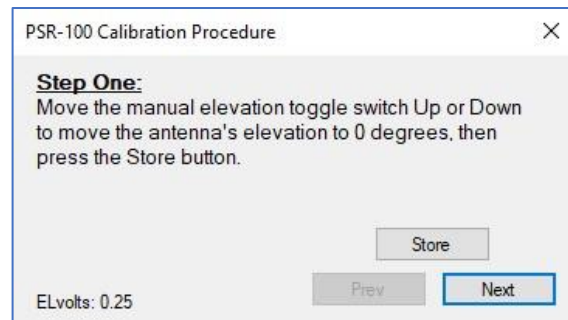 PSR-100 Calibration Procedure
Step One:
Move the manual elevation toggle switch Up or Down
to move the antenna's elevation to 0 degrees, then
press the Store button.
Store
Prev Next
ELvolts: 0.25